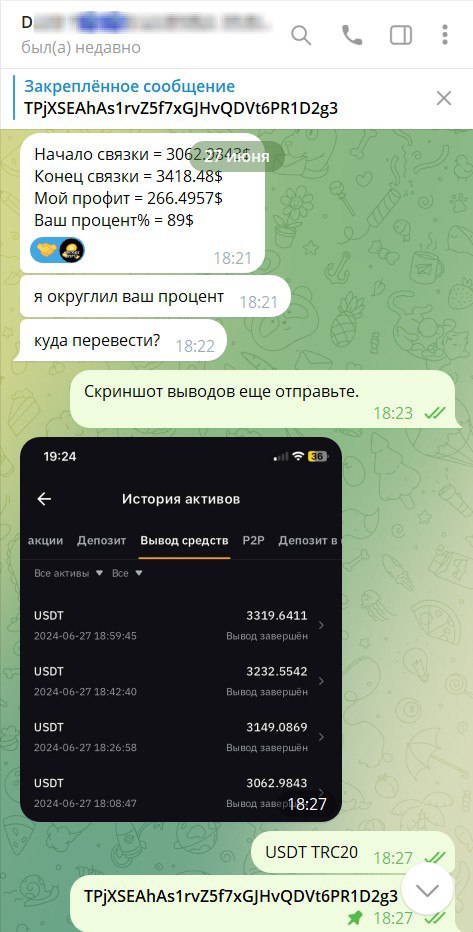 D
был(а) недавно
Закреплённое сообщение
TPjXSEAhAs1rvZ5f7xGJHvQDVt6PR1D2g3
27 июня
Начало связки = 3062.9843$
Конец связки = 3418.48$
Мой профит = 266.4957$
Ваш процент% = 89$
18:21
я округлил ваш процент 18:21
куда перевести? 18:22
Скриншот выводов еще отправьте.
18:23
19:24 36
История активов
акции Депозит Вывод средств P2P Депозит в
Все активы Все
USDT 3319.6411
2024-06-27 18:59:45 Вывод завершён
USDT 3232.5542
2024-06-27 18:42:40 Вывод завершён
USDT 3149.0869
2024-06-27 18:26:58 Вывод завершён
USDT 3062.9843
2024-06-27 18:08:47 Вывод завершён
18:27
USDT TRC20 18:27
TPjXSEAhAs1rvZ5f7xGJHvQDVt6PR1D2g3
18:27